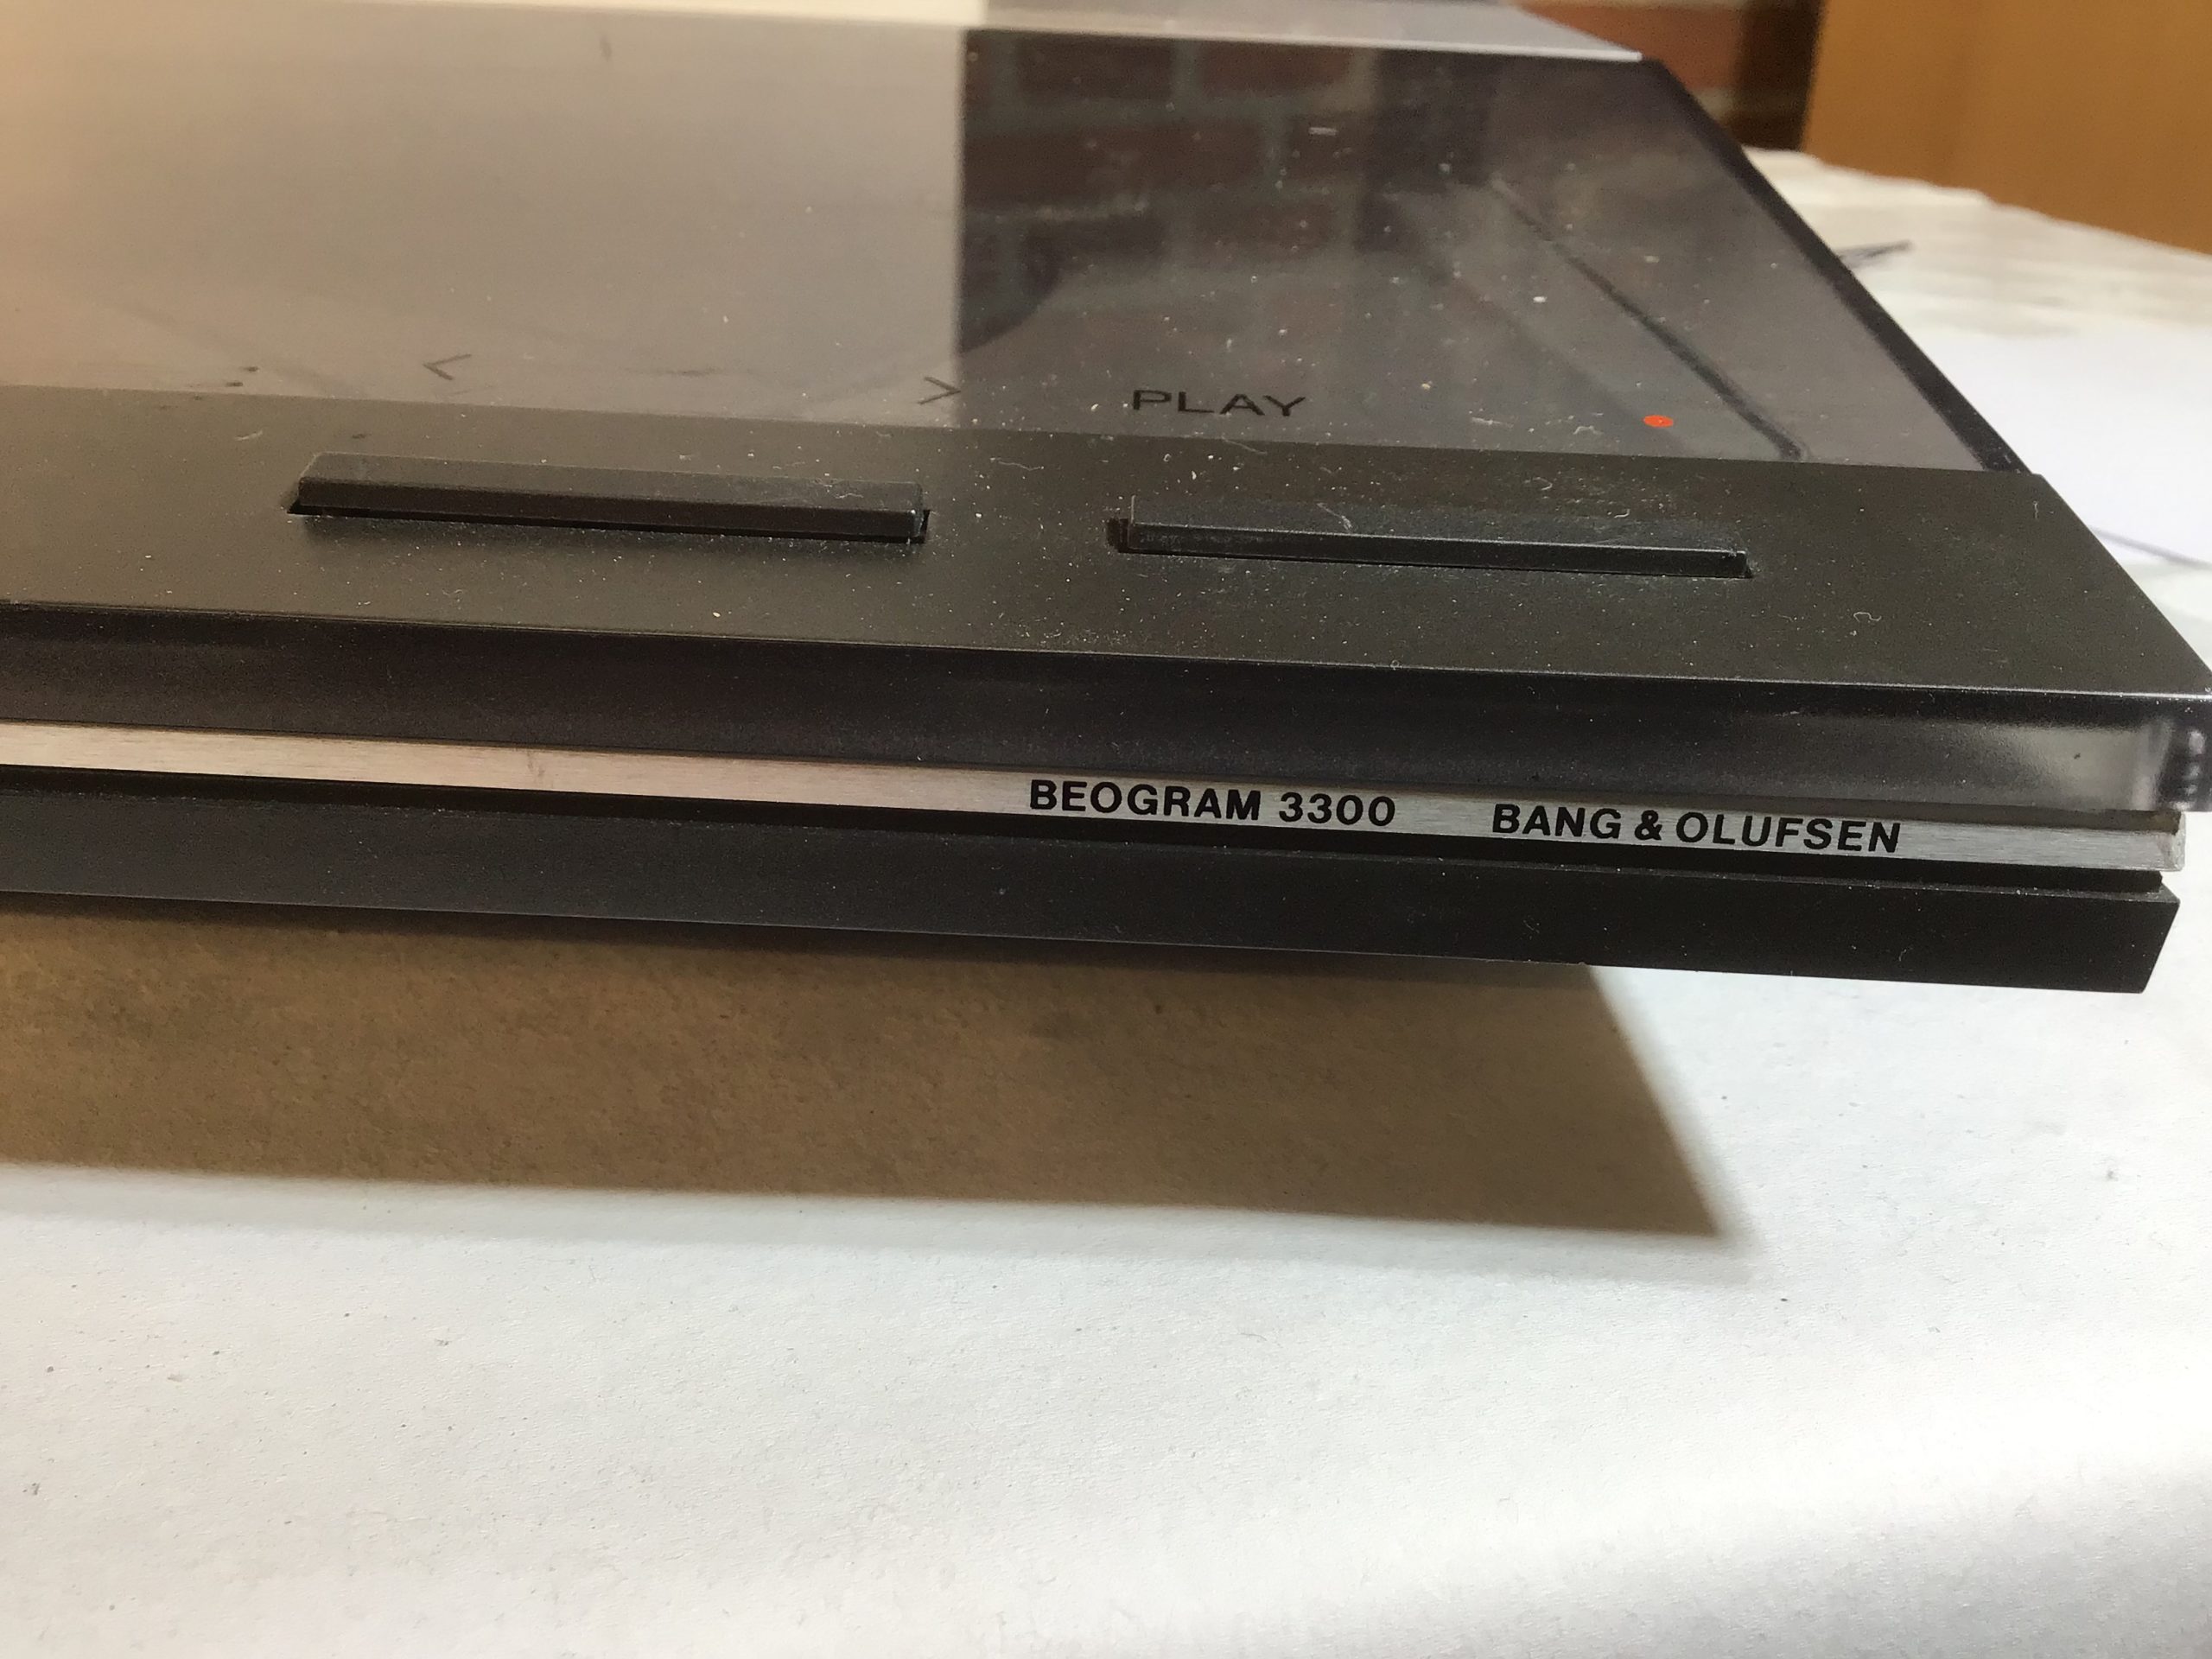 < >
PLAY
BEOGRAM 3300 BANG & OLUFSEN